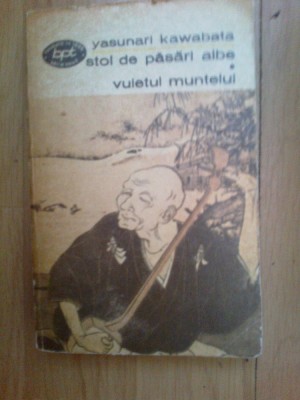 yasunari kawabata
bpt
stol de păsări albe
vuietul muntelui